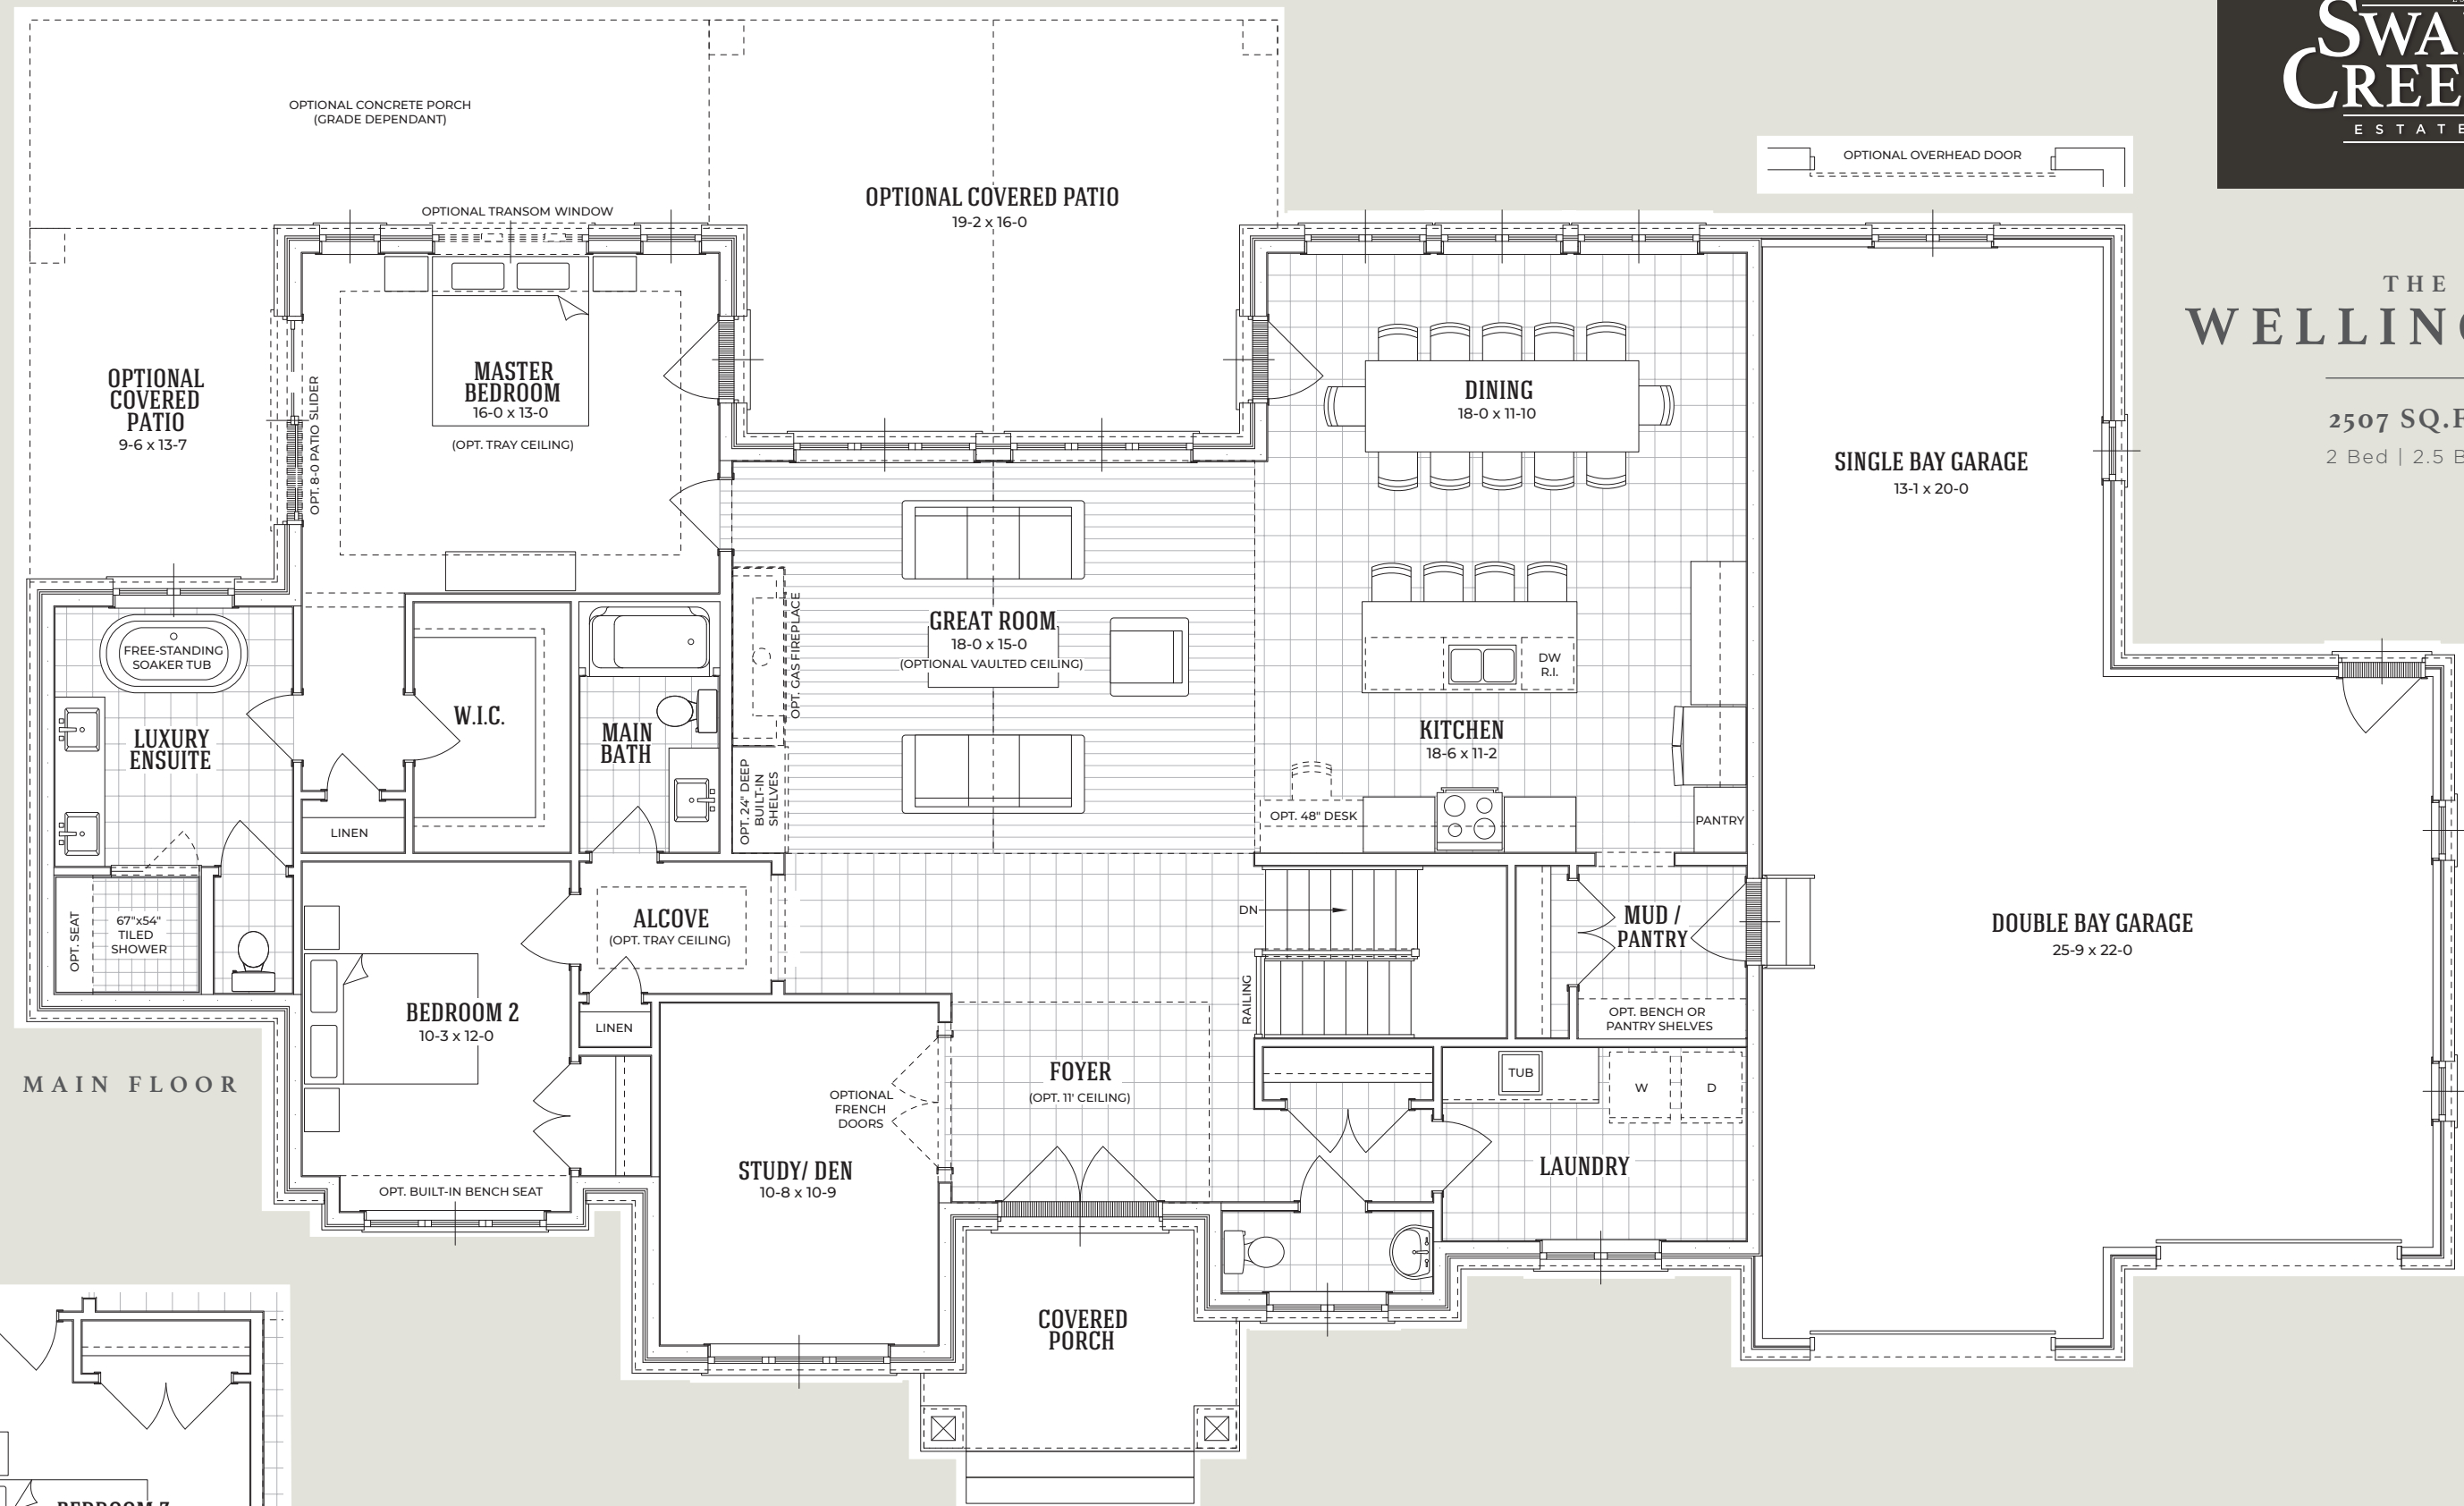 OPTIONAL CONCRETE PORCH
(GRADE DEPENDANT)
OPTIONAL TRANSOM WINDOW
OPTIONAL COVERED PATIO
19-2 x 16-0
OPTIONAL OVERHEAD DOOR
THE
2507
2 Bed | 2.5
OPTIONAL
COVERED
PATIO
9-6 x 13-7
OPT. 8-0 PATIO SLIDER
MASTER
BEDROOM
16-0 x 13-0
(OPT. TRAY CEILING)
DINING
18-0 x 11-10
SINGLE BAY GARAGE
13-1 x 20-0
FREE-STANDING
SOAKER TUB
LUXURY
ENSUITE
W.I.C.
LINEN
MAIN
BATH
OPT. GAS FIREPLACE
OPT. 24" DEEP
BUILT-IN
SHELVES
GREAT ROOM
18-0 x 15-0
(OPTIONAL VAULTED CEILING)
DW
R.I.
KITCHEN
18-6 x 11-2
OPT. 48" DESK
PANTRY
OPT. SEAT
67"x54"
TILED
SHOWER
ALCOVE
(OPT. TRAY CEILING)
DN
RAILING
MUD /
PANTRY
OPT. BENCH OR
PANTRY SHELVES
DOUBLE BAY GARAGE
25-9 x 22-0
BEDROOM 2
10-3 x 12-0
LINEN
OPT. BUILT-IN BENCH SEAT
STUDY/ DEN
10-8 x 10-9
OPTIONAL
FRENCH
DOORS
FOYER
(OPT. 11' CEILING)
TUB
W
D
LAUNDRY
COVERED
PORCH
MAIN FLOOR